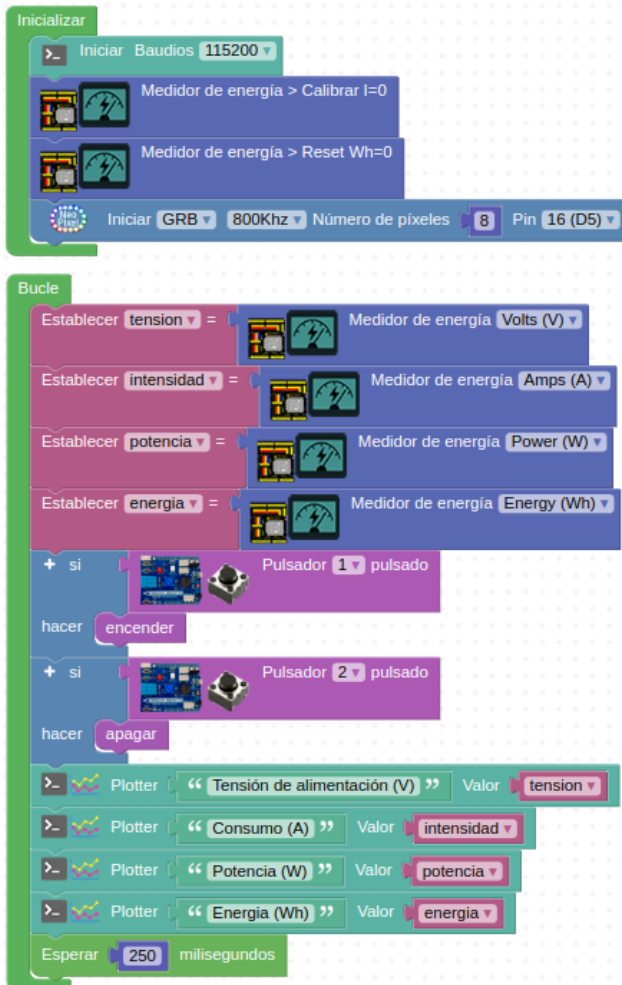 Inicializar
Iniciar Baudios 115200
Medidor de energía > Calibrar I=0
Medidor de energía > Reset Wh=0
Neo Pixel Iniciar GRB 800Khz Número de píxeles 8 Pin 16 (D5)
Bucle
Establecer tension = Medidor de energía Volts (V)
Establecer intensidad = Medidor de energía Amps (A)
Establecer potencia = Medidor de energía Power (W)
Establecer energia = Medidor de energía Energy (Wh)
+ si Pulsador 1 pulsado
hacer encender
+ si Pulsador 2 pulsado
hacer apagar
Plotter “ Tensión de alimentación (V) ” Valor tension
Plotter “ Consumo (A) ” Valor intensidad
Plotter “ Potencia (W) ” Valor potencia
Plotter “ Energia (Wh) ” Valor energia
Esperar 250 milisegundos